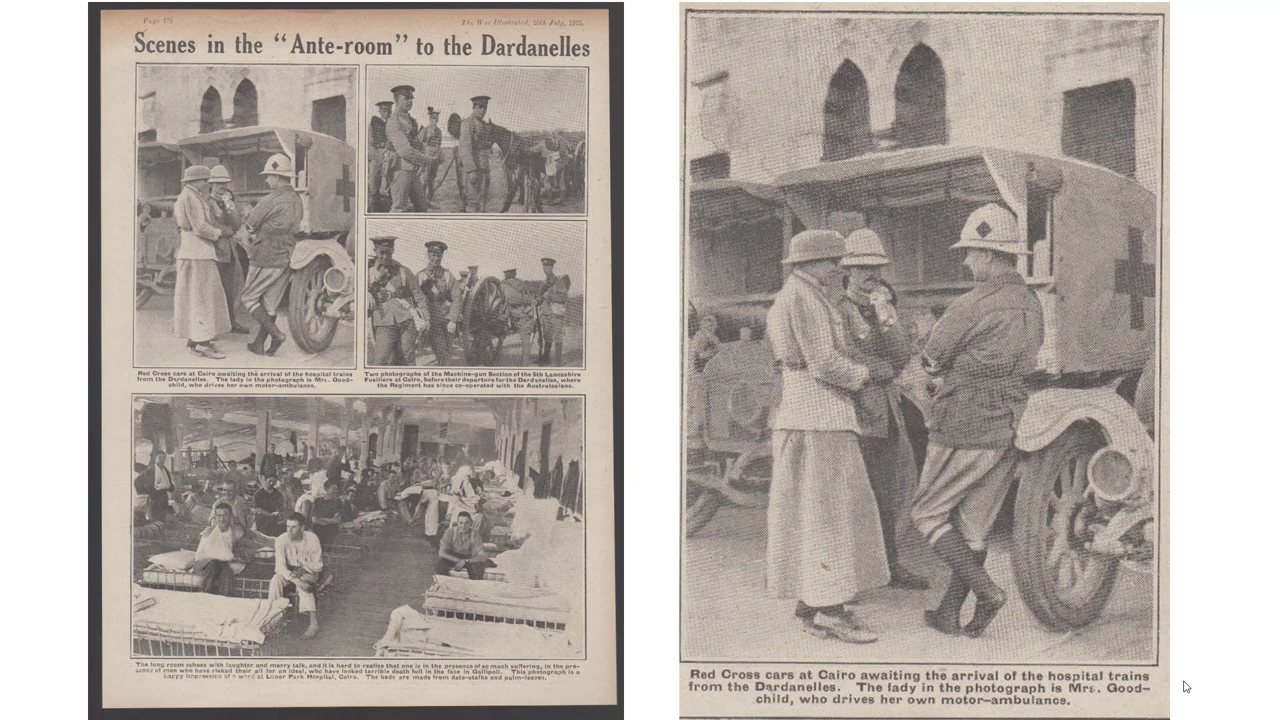 Page 473
The War Illustrated, 10th July, 1915.
Scenes in the "Ante-room" to the Dardanelles
Red Cross cars at Cairo awaiting the arrival of the hospital trains
from the Dardanelles. The lady in the photograph is Mrs. Good-
child, who drives her own motor-ambulance.
Two photographs of the Machine-gun Section of the 5th Lancashire
Fusiliers at Cairo, before their departure for the Dardanelles, where
the Regiment has since co-operated with the Australasians.
The long room echoes with laughter and merry talk, and it is hard to realise that one is in the presence of so much suffering, in the pre-
sence of men who have risked their all for an ideal, who have looked terrible death full in the face in Gallipoli. This photograph is a
happy impression of a ward at Lunar Park Hospital, Cairo. The beds are made from date-stalks and palm-leaves.
Red Cross cars at Cairo awaiting the arrival of the hospital trains
from the Dardanelles. The lady in the photograph is Mrs. Good-
child, who drives her own motor-ambulance.